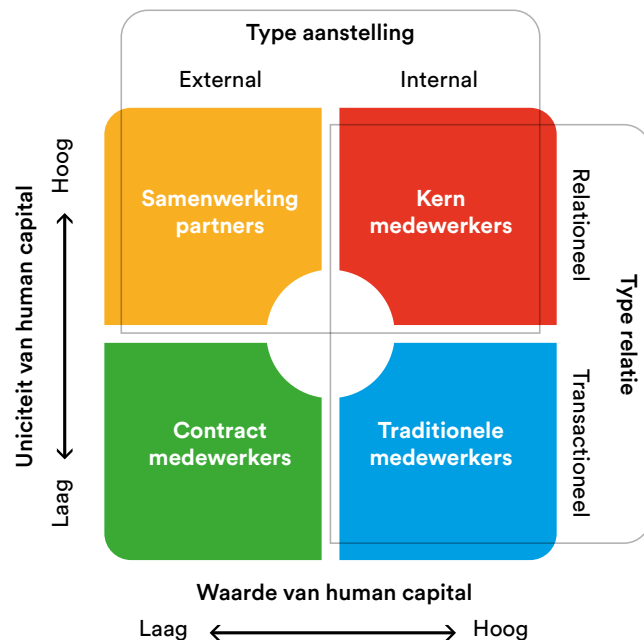 Type aanstelling
External
Internal
Samenwerking
partners
Kern
medewerkers
Contract
medewerkers
Traditionele
medewerkers
Hoog
Uniciteit van human capital
Laag
Relationeel
Type relatie
Transactioneel
Waarde van human capital
Laag
Hoog